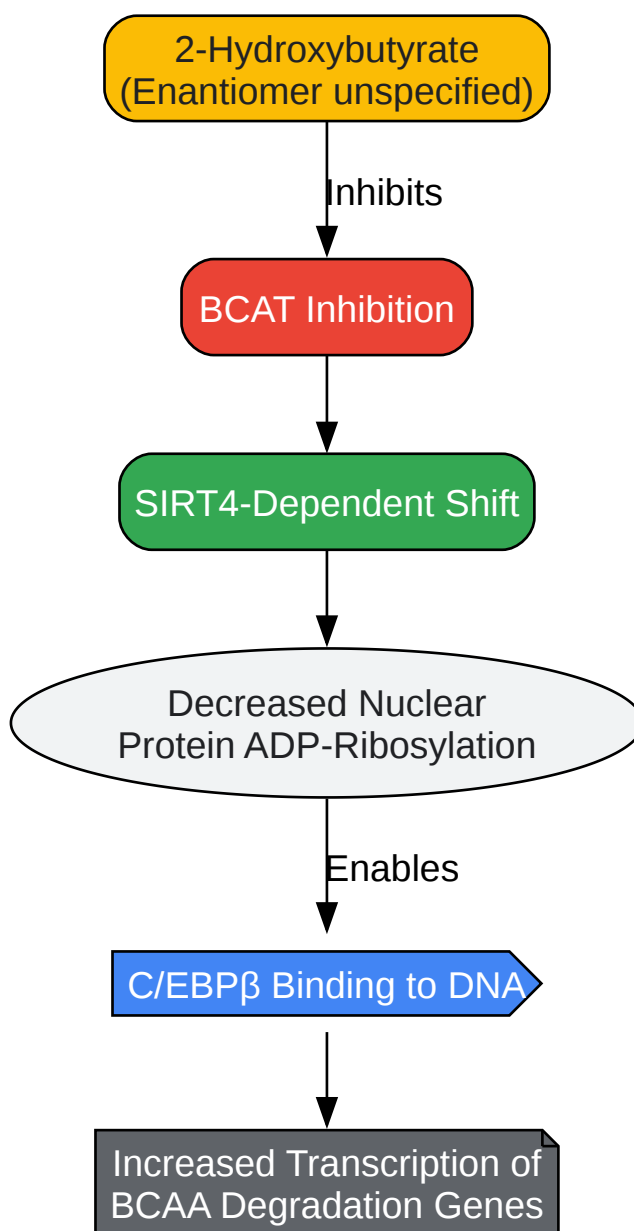 2-Hydroxybutyrate
(Enantiomer unspecified)
Inhibits
BCAT Inhibition
SIRT4-Dependent Shift
Decreased Nuclear
Protein ADP-Ribosylation
Enables
C/EBPβ Binding to DNA
Increased Transcription of
BCAA Degradation Genes